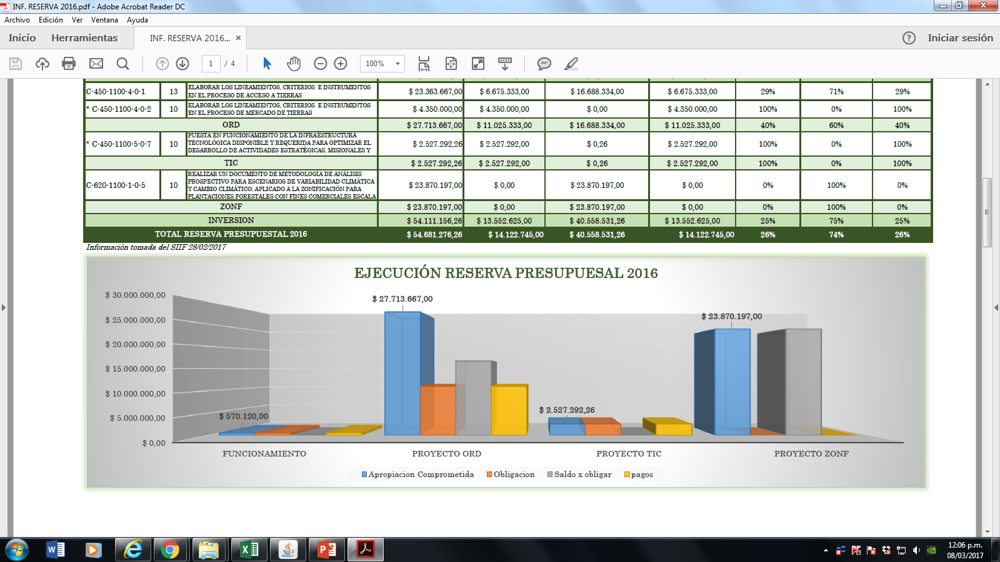 INF. RESERVA 2016.pdf - Adobe Acrobat Reader DC
Archivo Edición Ver Ventana Ayuda
Inicio Herramientas INF. RESERVA 2016... × ? Iniciar sesión
1 / 4 100%
C-450-1100-4-0-1 13 ELABORAR LOS LINEAMIENTOS, CRITERIOS E INSTRUMENTOS $ 23.363.667,00 $ 6.675.333,00 $ 16.688.334,00 $ 6.675.333,00 29% 71% 29%
EN EL PROCESO DE ACCESO A TIERRAS
* C-450-1100-4-0-2 10 ELABORAR LOS LINEAMIENTOS, CRITERIOS E INSTRUMENTOS $ 4.350.000,00 $ 4.350.000,00 $ 0,00 $ 4.350.000,00 100% 0% 100%
EN EL PROCESO DE MERCADO DE TIERRAS
ORD $ 27.713.667,00 $ 11.025.333,00 $ 16.688.334,00 $ 11.025.333,00 40% 60% 40%
PUESTA EN FUNCIONAMIENTO DE LA INFRAESTRUCTURA
* C-450-1100-5-0-7 10 TECNOLÓGICA DISPONIBLE Y REQUERIDA PARA OPTIMIZAR EL $ 2.527.292,26 $ 2.527.292,00 $ 0,26 $ 2.527.292,00 100% 0% 100%
DESARROLLO DE ACTIVIDADES ESTRATÉGICAS, MISIONALES Y
TIC $ 2.527.292,26 $ 2.527.292,00 $ 0,26 $ 2.527.292,00 100% 0% 100%
REALIZAR UN DOCUMENTO DE METODOLOGÍA DE ANÁLISIS
PROSPECTIVO PARA ESCENARIOS DE VARIABILIDAD CLIMÁTICA
C-620-1100-1-0-5 10 Y CAMBIO CLIMÁTICO, APLICADO A LA ZONIFICACIÓN PARA $ 23.870.197,00 $ 0,00 $ 23.870.197,00 $ 0,00 0% 100% 0%
PLANTACIONES FORESTALES CON FINES COMERCIALES ESCALA
ZONF $ 23.870.197,00 $ 0,00 $ 23.870.197,00 $ 0,00 0% 100% 0%
INVERSION $ 54.111.156,26 $ 13.552.625,00 $ 40.558.531,26 $ 13.552.625,00 25% 75% 25%
TOTAL RESERVA PRESUPUESTAL 2016 $ 54.681.276,26 $ 14.122.745,00 $ 40.558.531,26 $ 14.122.745,00 26% 74% 26%
Información tomada del SIIF 28/02/2017
EJECUCIÓN RESERVA PRESUPUESAL 2016
$ 30.000.000,00
$ 25.000.000,00
$ 20.000.000,00
$ 15.000.000,00
$ 10.000.000,00
$ 5.000.000,00
$ 0,00
$ 570.120,00
$ 27.713.667,00
$ 2.527.292,26
$ 23.870.197,00
FUNCIONAMIENTO PROYECTO ORD PROYECTO TIC PROYECTO ZONF
Apropiacion Comprometida Obligacion Saldo x obligar pagos
12:06 p.m.
08/03/2017